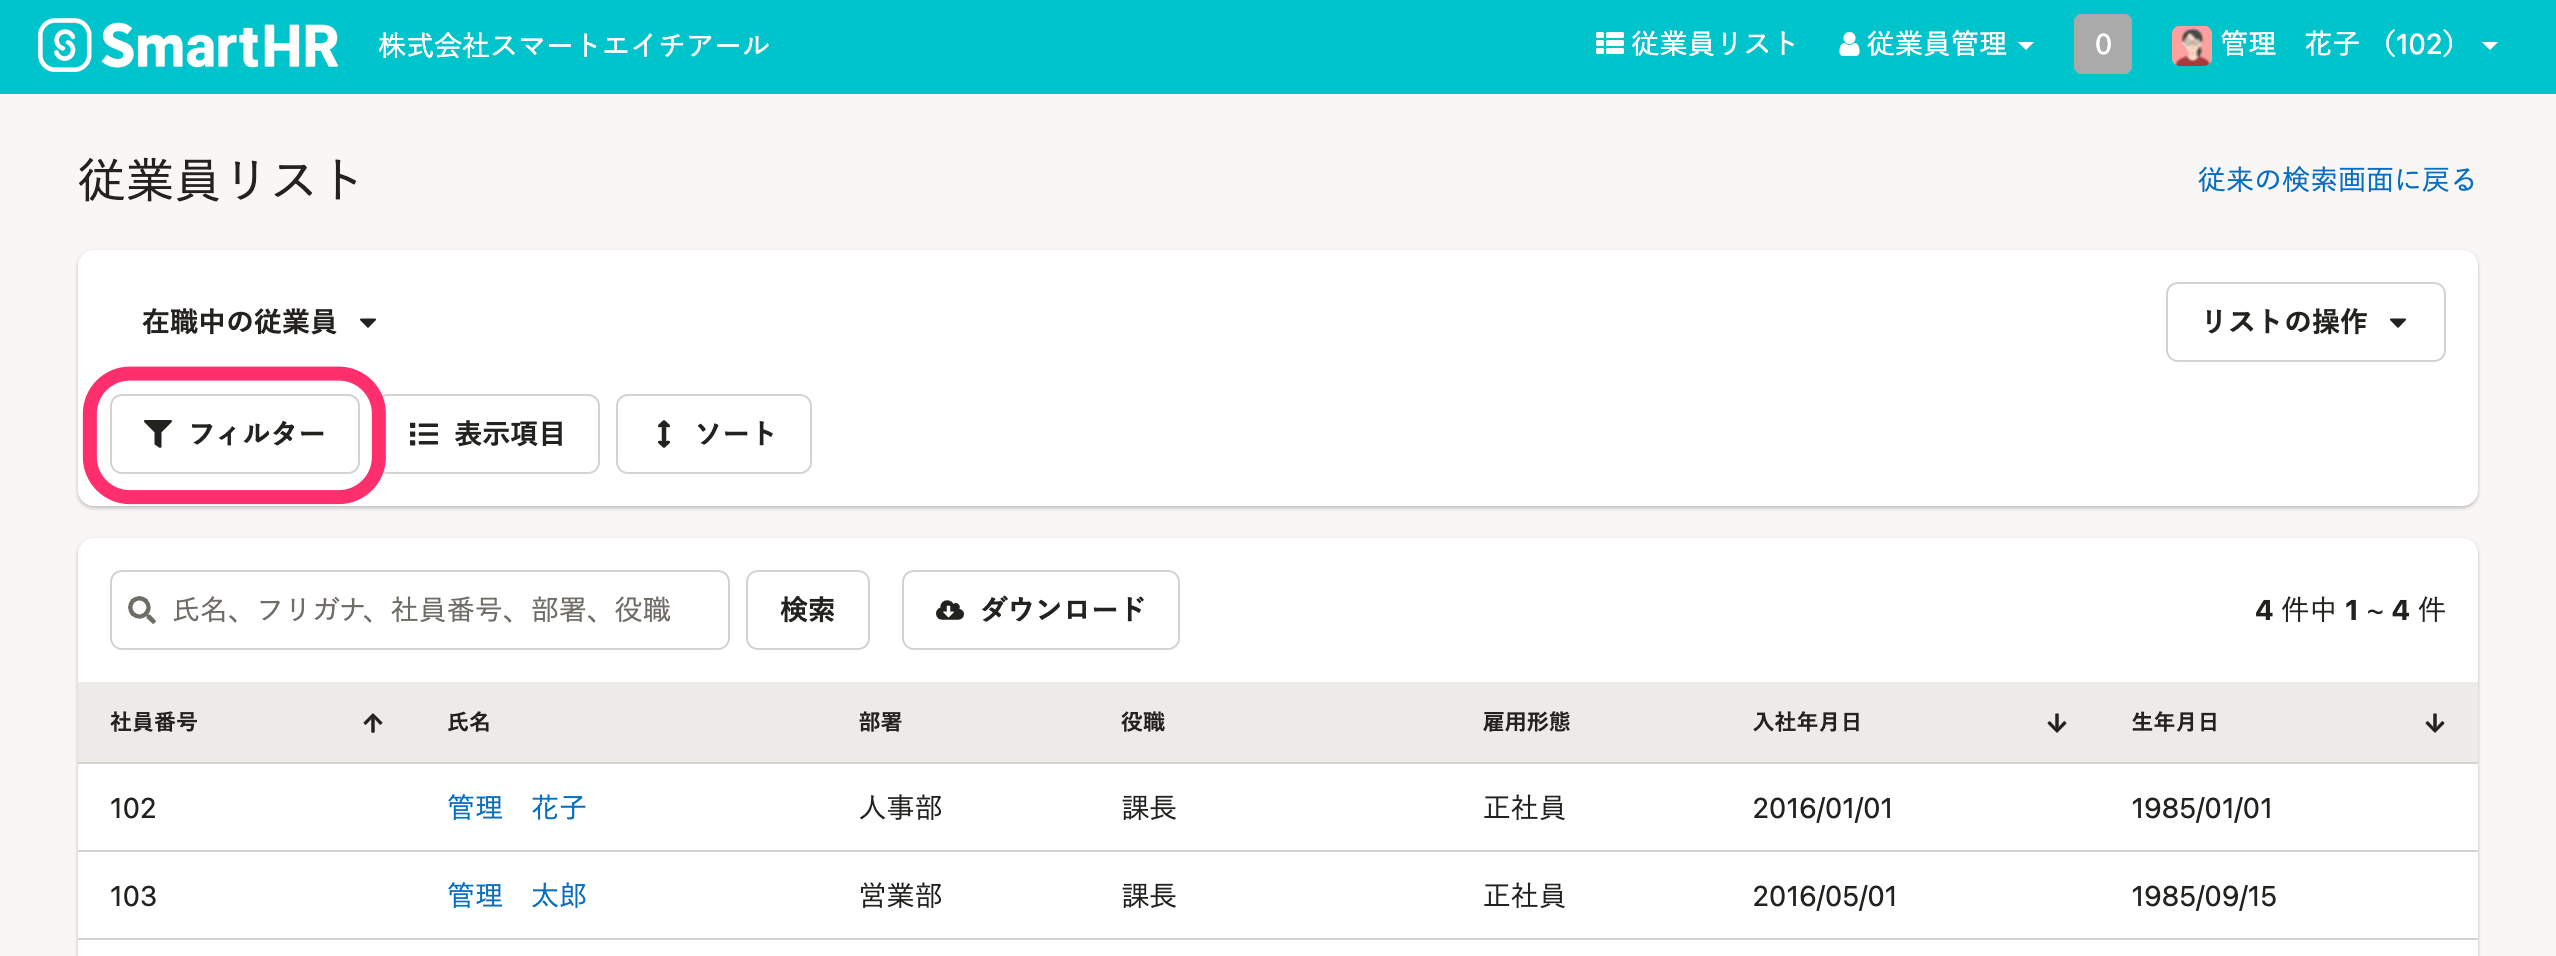 SmartHR 株式会社スマートエイチアール 従業員リスト 従業員管理 0 管理 花子 (102)
従業員リスト 従来の検索画面に戻る
在職中の従業員 リストの操作
フィルター 表示項目 ソート
氏名、フリガナ、社員番号、部署、役職 検索 ダウンロード 4 件中 1 ~ 4 件
社員番号 氏名 部署 役職 雇用形態 入社年月日 生年月日
102 管理 花子 人事部 課長 正社員 2016/01/01 1985/01/01
103 管理 太郎 営業部 課長 正社員 2016/05/01 1985/09/15